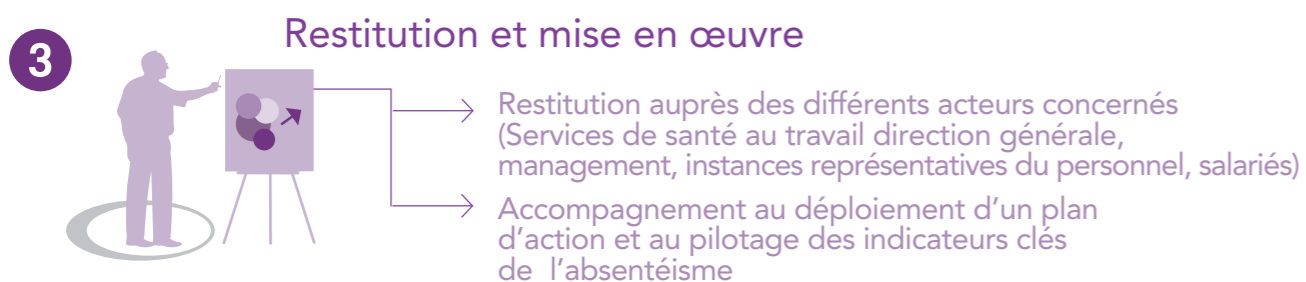 3
Restitution et mise en œuvre
Restitution auprès des différents acteurs concernés
(Services de santé au travail direction générale,
management, instances représentatives du personnel, salariés)
Accompagnement au déploiement d’un plan
d’action et au pilotage des indicateurs clés
de l’absentéisme